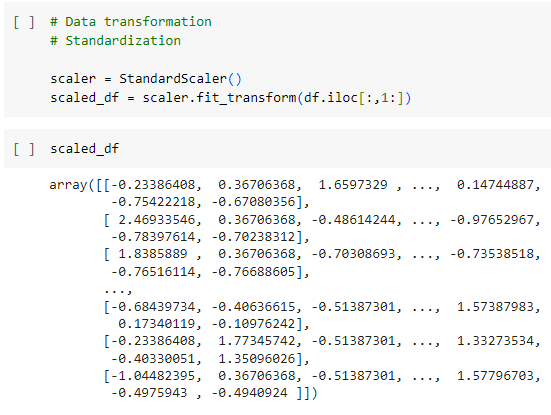 [ ] # Data transformation
# Standardization
scaler = StandardScaler()
scaled_df = scaler.fit_transform(df.iloc[:,1:])
[ ] scaled_df
array([[-0.23386408,  0.36706368,  1.6597329 , ...,  0.14744887,
        -0.75422218, -0.67080356],
       [ 2.46933546,  0.36706368, -0.48614244, ..., -0.97652967,
        -0.78397614, -0.70238312],
       [ 1.8385889 ,  0.36706368, -0.70308693, ..., -0.73538518,
        -0.76516114, -0.76688605],
       ...,
       [-0.68439734, -0.40636615, -0.51387301, ...,  1.57387983,
         0.17340119, -0.10976242],
       [-0.23386408,  1.77345742, -0.51387301, ...,  1.33273534,
        -0.40330051,  1.35096026],
       [-1.04482395,  0.36706368, -0.51387301, ...,  1.57796703,
        -0.4975943 , -0.4940924 ]])